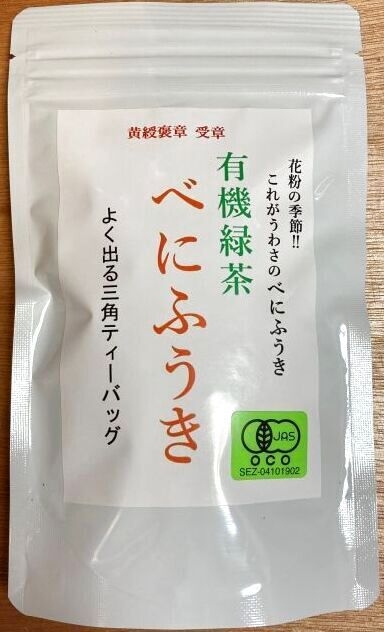 黄綬褒章 受章
花粉の季節!!
これがうわさのべにふうき
有機緑茶
べにふうき
よく出る三角ティーバッグ
JAS
OCO
SEZ-04101902